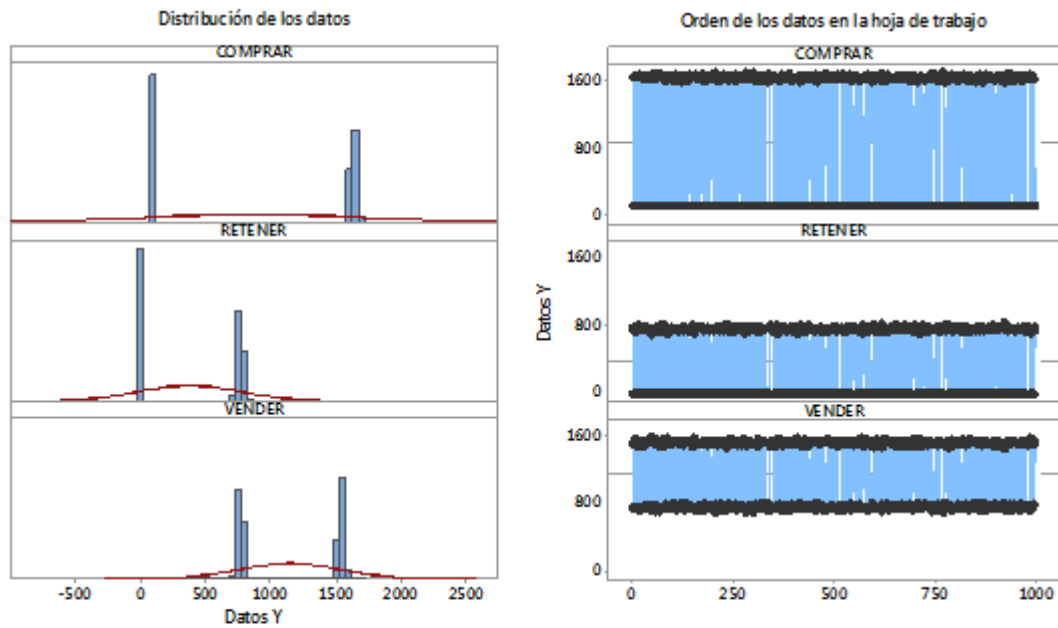 Distribución de los datos
COMPRAR
RETENER
VENDER
-500 0 500 1000 1500 2000 2500
Datos Y
Orden de los datos en la hoja de trabajo
COMPRAR
1600
800
0
RETENER
1600
800
0
VENDER
1600
800
0
Datos Y
0 250 500 750 1000